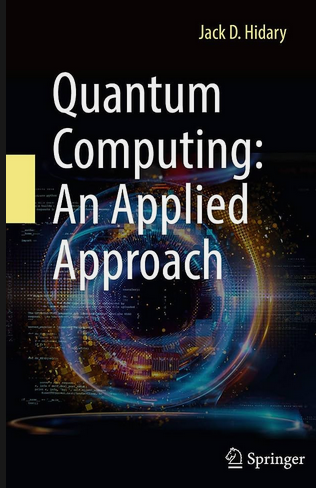 Jack D. Hidary
Quantum
Computing:
An Applied
Approach
Springer